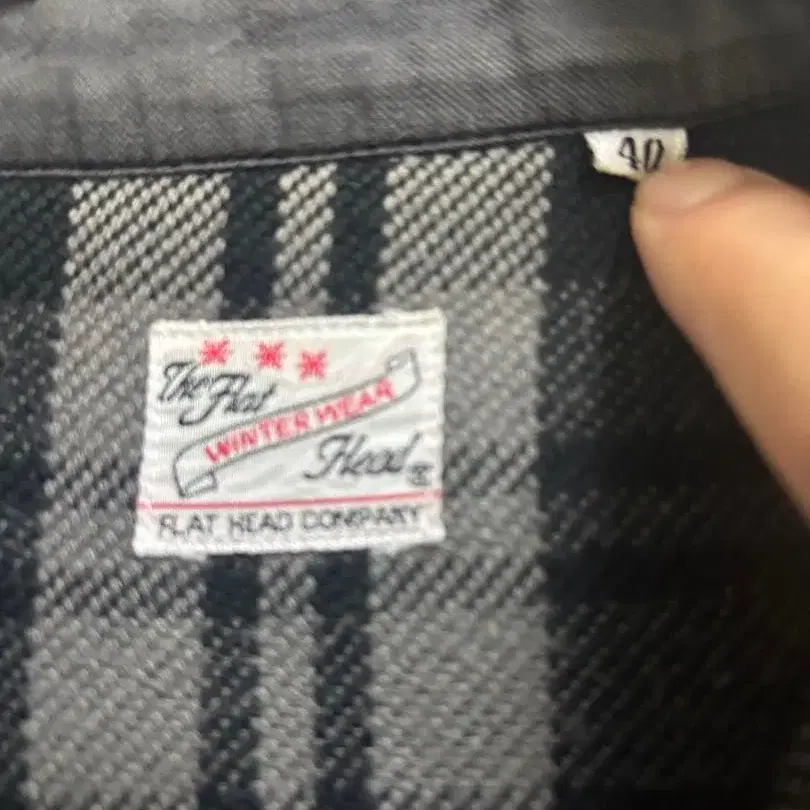 40
The Flat
WINTER WEAR
Head
FLAT HEAD COMPANY